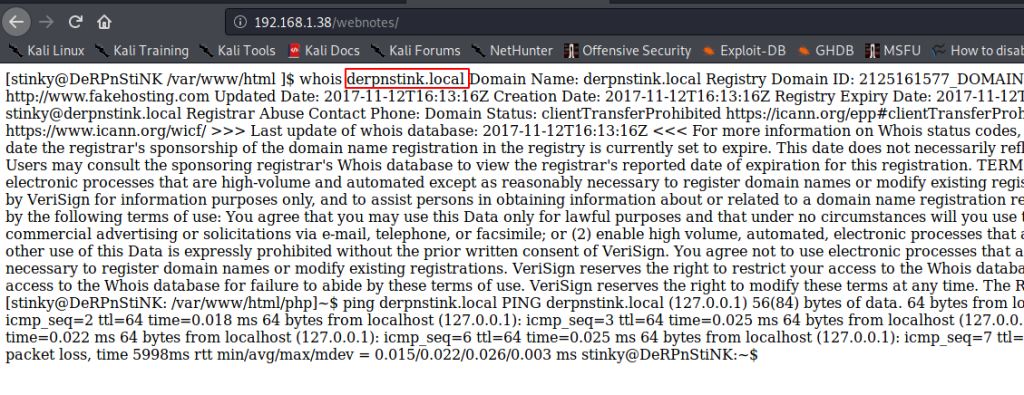 192.168.1.38/webnotes/
Kali Linux Kali Training Kali Tools Kali Docs Kali Forums NetHunter Offensive Security Exploit-DB GHDB MSFU How to disab
[stinky@DeRPnStiNK /var/www/html ]$ whois derpnstink.local Domain Name: derpnstink.local Registry Domain ID: 2125161577_DOMAIN
http://www.fakehosting.com Updated Date: 2017-11-12T16:13:16Z Creation Date: 2017-11-12T16:13:16Z Registry Expiry Date: 2017-11-12T
stinky@derpnstink.local Registrar Abuse Contact Phone: Domain Status: clientTransferProhibited https://icann.org/epp#clientTransferProh
https://www.icann.org/wicf/ >>> Last update of whois database: 2017-11-12T16:13:16Z <<< For more information on Whois status codes,
date the registrar's sponsorship of the domain name registration in the registry is currently set to expire. This date does not necessarily refl
Users may consult the sponsoring registrar's Whois database to view the registrar's reported date of expiration for this registration. TERM
electronic processes that are high-volume and automated except as reasonably necessary to register domain names or modify existing regis
by VeriSign for information purposes only, and to assist persons in obtaining information about or related to a domain name registration re
by the following terms of use: You agree that you may use this Data only for lawful purposes and that under no circumstances will you use t
commercial advertising or solicitations via e-mail, telephone, or facsimile; or (2) enable high volume, automated, electronic processes that a
other use of this Data is expressly prohibited without the prior written consent of VeriSign. You agree not to use electronic processes that a
necessary to register domain names or modify existing registrations. VeriSign reserves the right to restrict your access to the Whois databa
access to the Whois database for failure to abide by these terms of use. VeriSign reserves the right to modify these terms at any time. The R
[stinky@DeRPnStiNK: /var/www/html/php]~$ ping derpnstink.local PING derpnstink.local (127.0.0.1) 56(84) bytes of data. 64 bytes from lo
icmp_seq=2 ttl=64 time=0.018 ms 64 bytes from localhost (127.0.0.1): icmp_seq=3 ttl=64 time=0.025 ms 64 bytes from localhost (127.0.0.
time=0.022 ms 64 bytes from localhost (127.0.0.1): icmp_seq=6 ttl=64 time=0.025 ms 64 bytes from localhost (127.0.0.1): icmp_seq=7 ttl=
packet loss, time 5998ms rtt min/avg/max/mdev = 0.015/0.022/0.026/0.003 ms stinky@DeRPnStiNK:~$